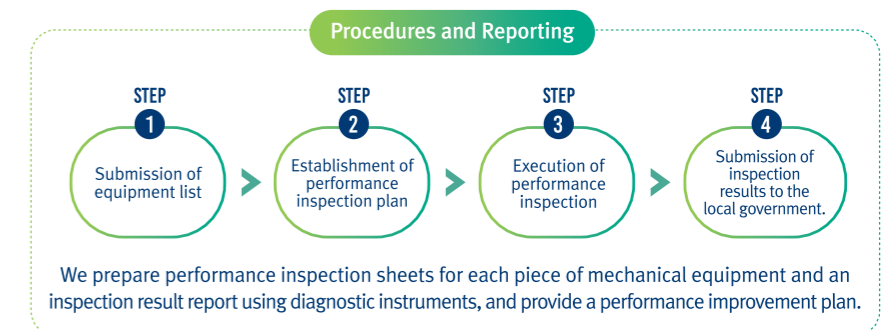 Procedures and Reporting
STEP
1
Submission of
equipment list
STEP
2
Establishment of
performance
inspection plan
STEP
3
Execution of
performance
inspection
STEP
4
Submission of
inspection
results to the
local government.
We prepare performance inspection sheets for each piece of mechanical equipment and an
inspection result report using diagnostic instruments, and provide a performance improvement plan.